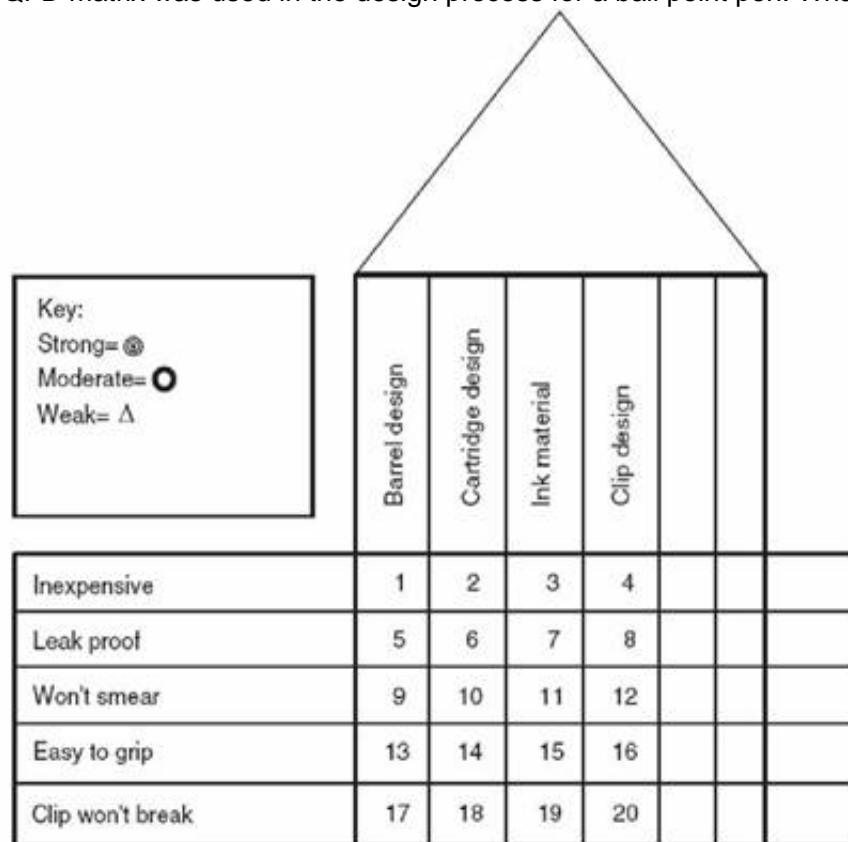 Key:
Strong= ◎
Moderate= O
Weak= Δ
Barrel design
Cartridge design
Ink material
Clip design
Inexpensive 1 2 3 4
Leak proof 5 6 7 8
Won't smear 9 10 11 12
Easy to grip 13 14 15 16
Clip won't break 17 18 19 20